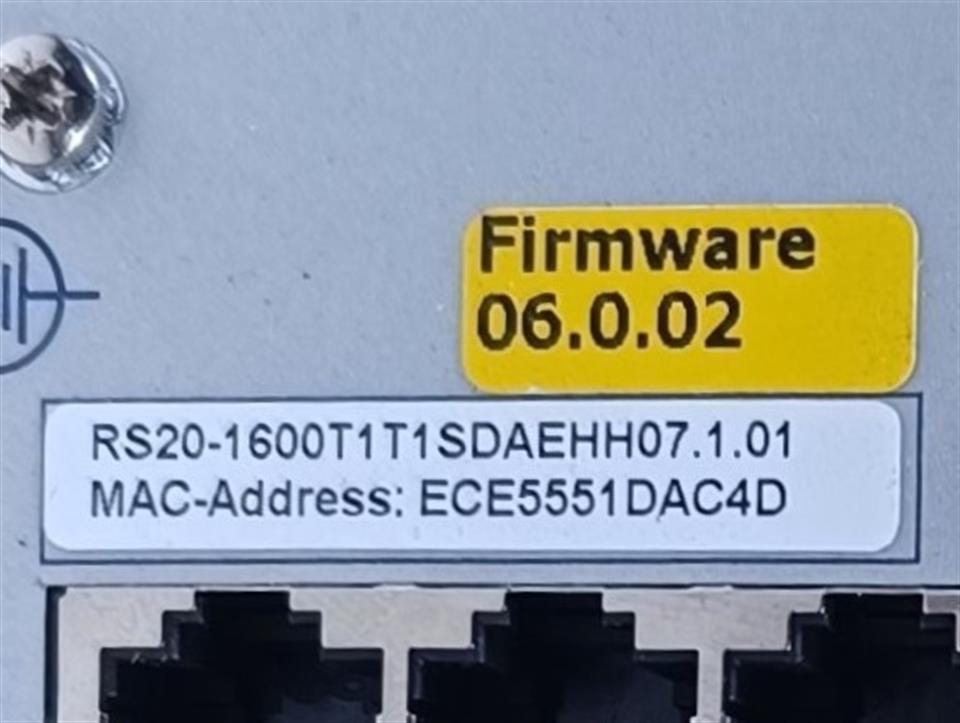 Firmware
06.0.02
RS20-1600T1T1SDAEHH07.1.01
MAC-Address: ECE5551DAC4D